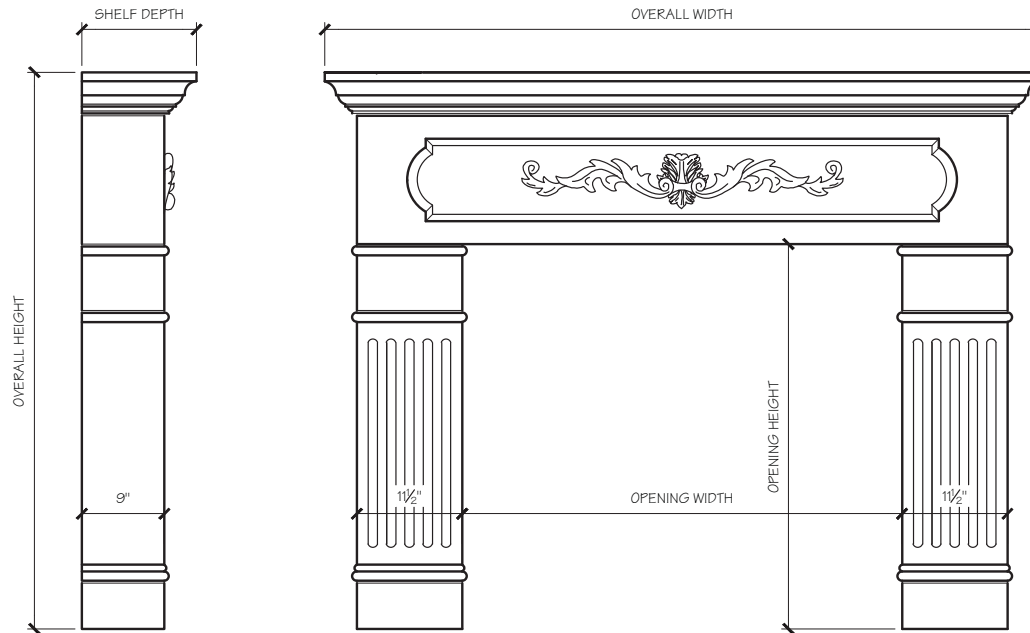 SHELF DEPTH
OVERALL WIDTH
OVERALL HEIGHT
OPENING HEIGHT
9"
11½"
OPENING WIDTH
11½"